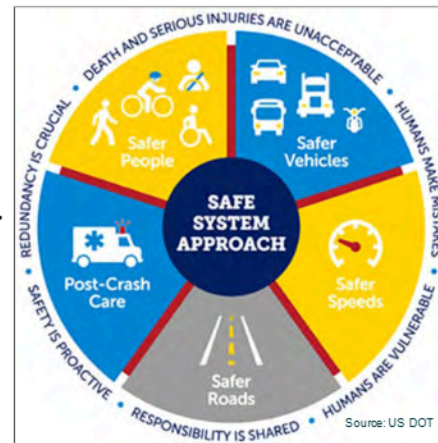 DEATH AND SERIOUS INJURIES ARE UNACCEPTABLE
HUMANS MAKE MISTAKES
HUMANS ARE VULNERABLE
RESPONSIBILITY IS SHARED
SAFETY IS PROACTIVE
REDUNDANCY IS CRUCIAL
Safer
People
Safer
Vehicles
SAFE
SYSTEM
APPROACH
Post-Crash
Care
Safer
Speeds
Safer
Roads
Source: US DOT